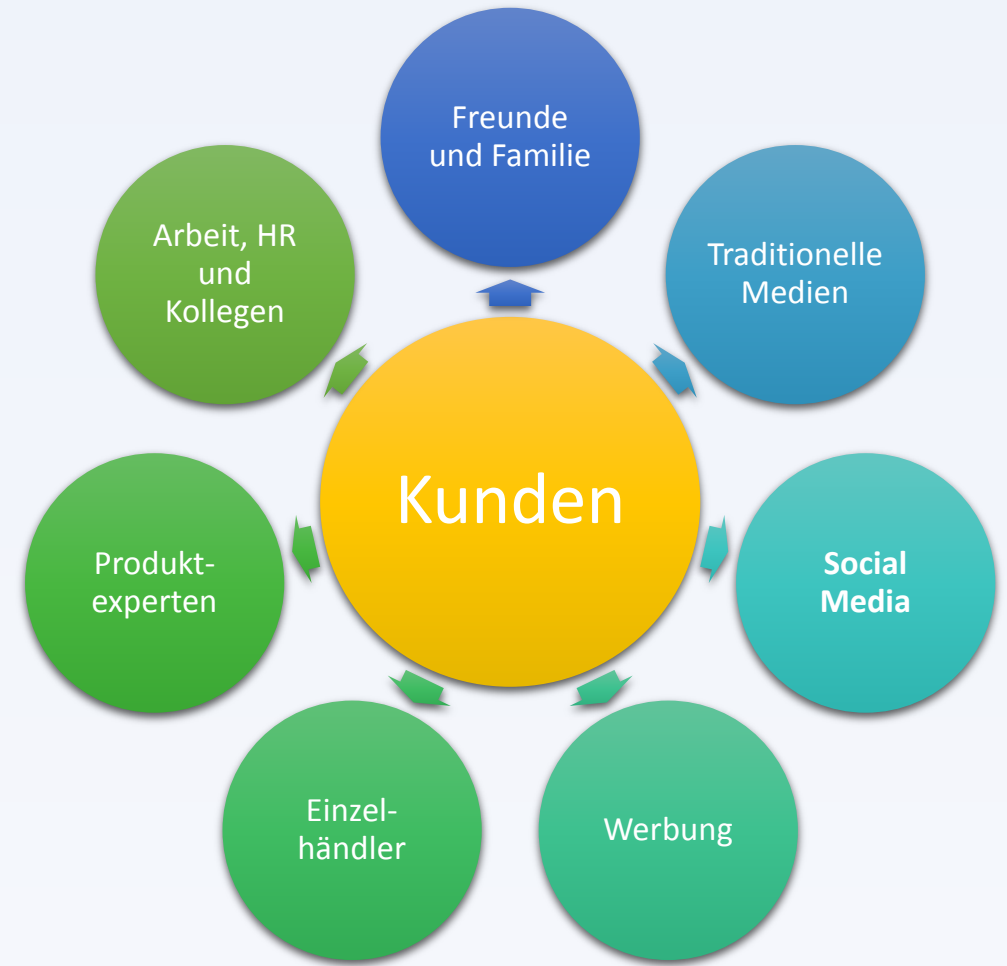 Freunde
und Familie
Traditionelle
Medien
Social
Media
Werbung
Einzel-
händler
Produkt-
experten
Arbeit, HR
und
Kollegen
Kunden